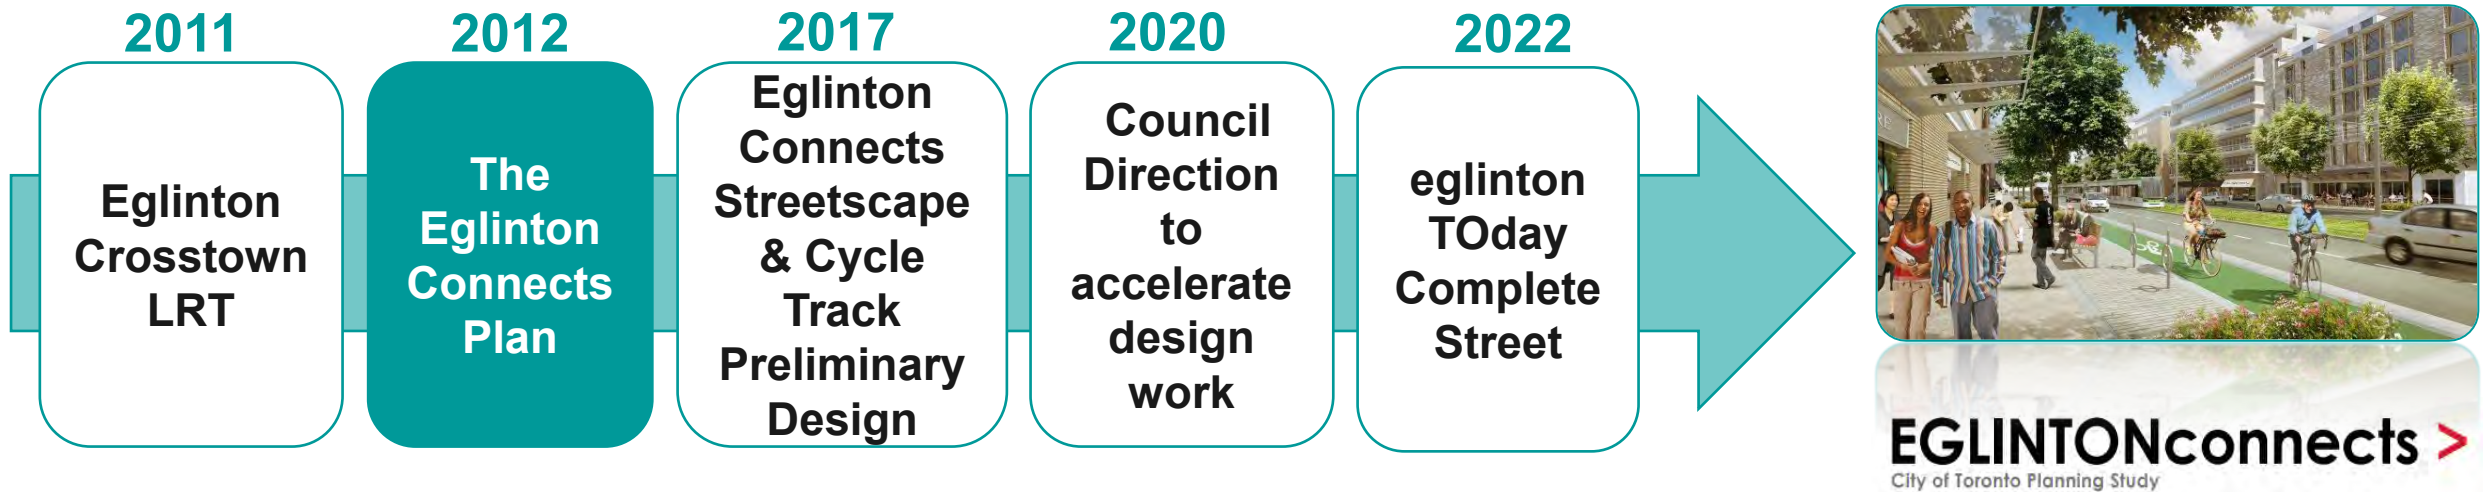 2011
Eglinton
Crosstown
LRT
2012
The
Eglinton
Connects
Plan
2017
Eglinton
Connects
Streetscape
& Cycle
Track
Preliminary
Design
2020
Council
Direction
to
accelerate
design
work
2022
eglinton
TOday
Complete
Street
RE
EGLINTONconnects >
City of Toronto Planning Study